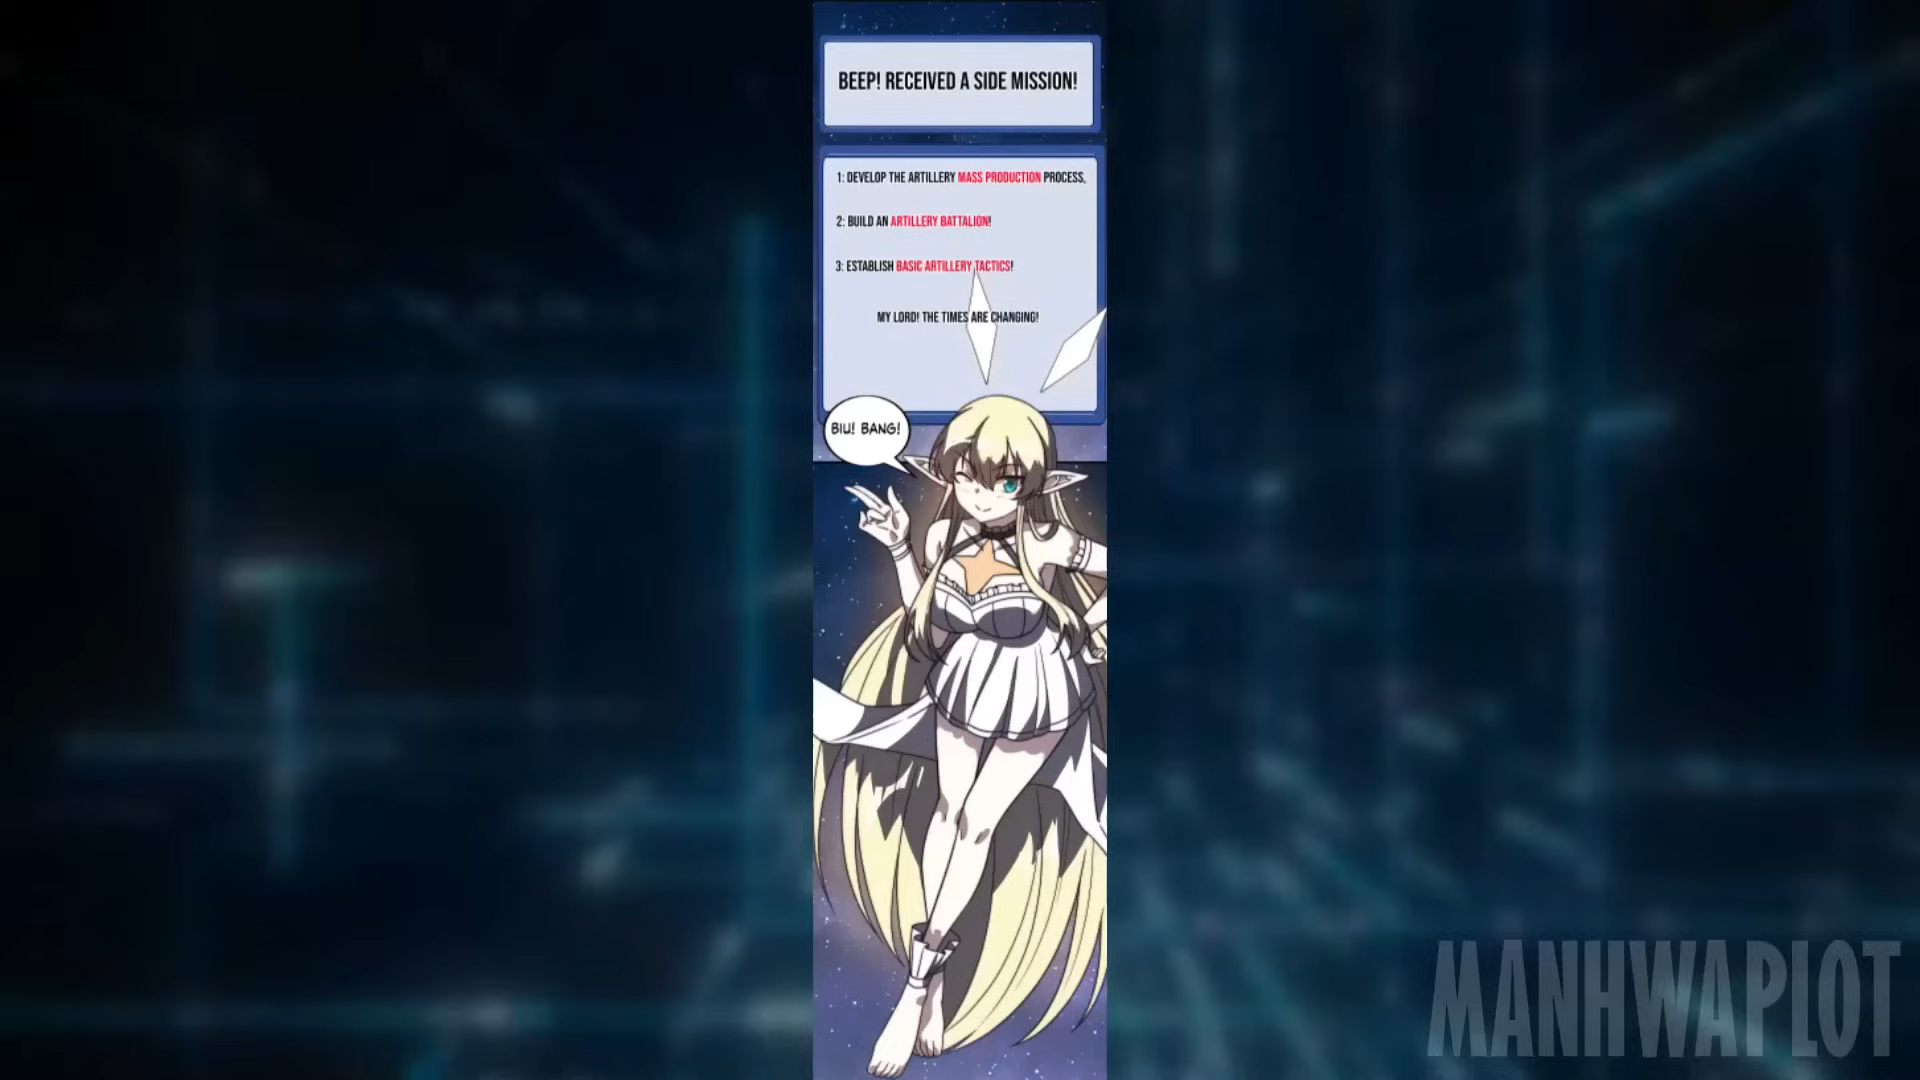 BEEP! RECEIVED A SIDE MISSION!
1: DEVELOP THE ARTILLERY MASS PRODUCTION PROCESS,
2: BUILD AN ARTILLERY BATTALION!
3: ESTABLISH BASIC ARTILLERY TACTICS!
MY LORD! THE TIMES ARE CHANGING!
BIU! BANG!
MANHWAPLOT